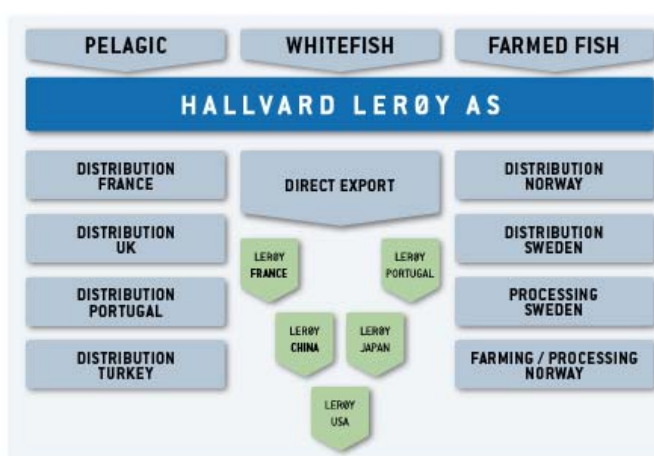 PELAGIC
WHITEFISH
FARMED FISH
HALLVARD LERØY AS
DISTRIBUTION
FRANCE
DISTRIBUTION
UK
DISTRIBUTION
PORTUGAL
DISTRIBUTION
TURKEY
DIRECT EXPORT
LERØY
FRANCE
LERØY
PORTUGAL
LERØY
CHINA
LERØY
JAPAN
LERØY
USA
DISTRIBUTION
NORWAY
DISTRIBUTION
SWEDEN
PROCESSING
SWEDEN
FARMING / PROCESSING
NORWAY